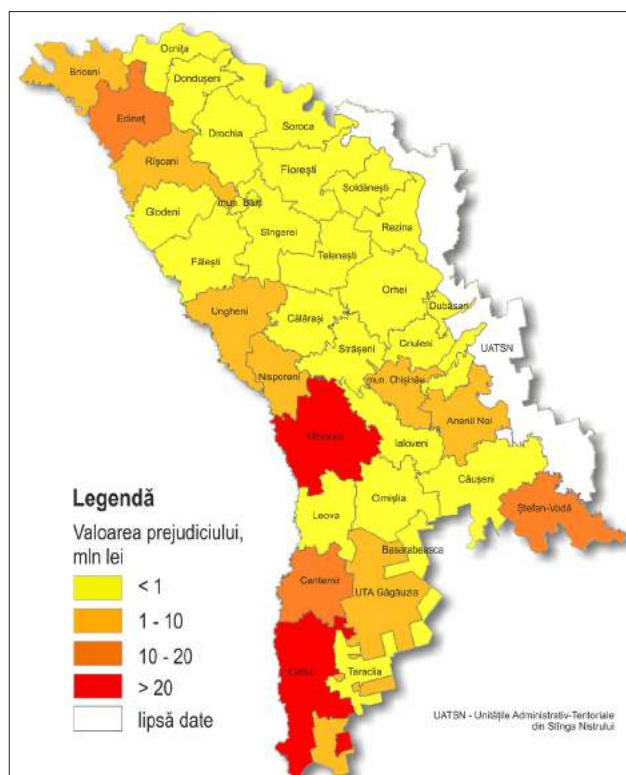 Ocnița
Briceni
Dondușeni
Edineț
Soroca
Drochia
Rîșcani
Florești
Șoldănești
mun. Bălți
Glodeni
Rezina
Sîngerei
Telenești
Fălești
Orhei
Ungheni
Dubăsari
Călărași
Criuleni
UATSN
Strășeni
Nisporeni
mun. Chișinău
Anenii Noi
Hîncești
Ialoveni
Căușeni
Legendă
Leova
Cimișlia
Ștefan-Vodă
Valoarea prejudiciului,
mln lei
Basarabeasca
Cantemir
UTA Găgăuzia
< 1
1 - 10
10 - 20
Cahul
Taraclia
> 20
lipsă date
UATSN - Unitățile Administrativ-Teritoriale
din Stînga Nistrului